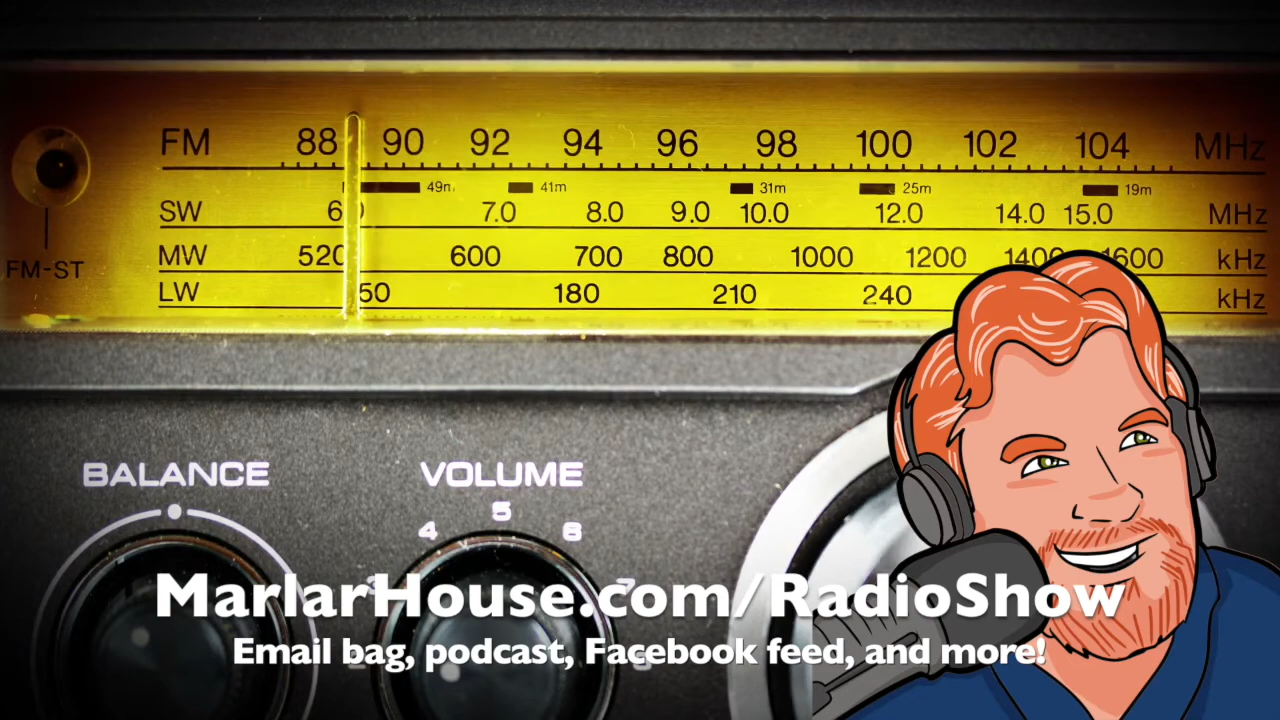 FM 88 90 92 94 96 98 100 102 104 MHz
49m 41m 31m 25m 19m
SW 7.0 8.0 9.0 10.0 12.0 14.0 15.0 MHz
FM-ST
MW 520 600 700 800 1000 1200 1400 1600 kHz
LW 50 180 210 240 kHz
BALANCE VOLUME
4 5 6
MarlarHouse.com/RadioShow
Email bag, podcast, Facebook feed, and more!